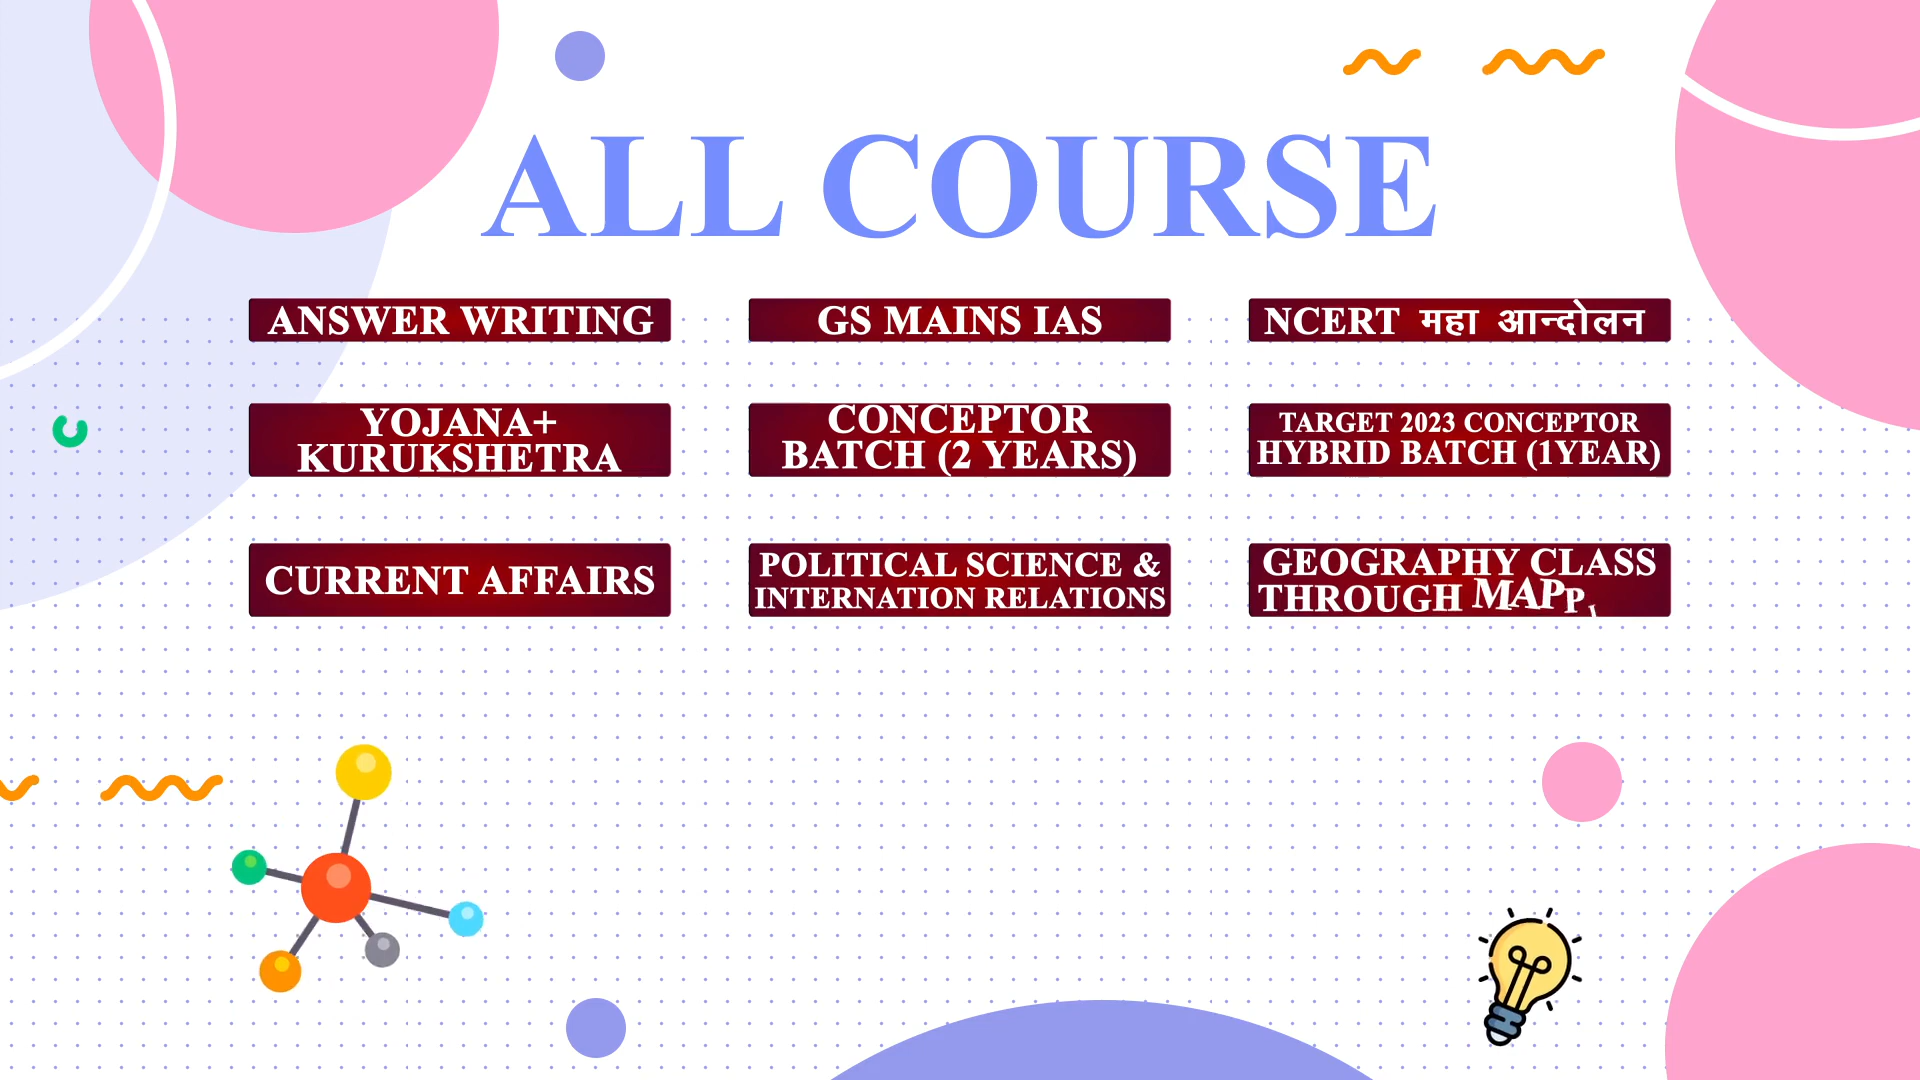 ALL COURSE
ANSWER WRITING
GS MAINS IAS
NCERT महा आन्दोलन
YOJANA+
KURUKSHETRA
CONCEPTOR
BATCH (2 YEARS)
TARGET 2023 CONCEPTOR
HYBRID BATCH (1YEAR)
CURRENT AFFAIRS
POLITICAL SCIENCE &
INTERNATION RELATIONS
GEOGRAPHY CLASS
THROUGH